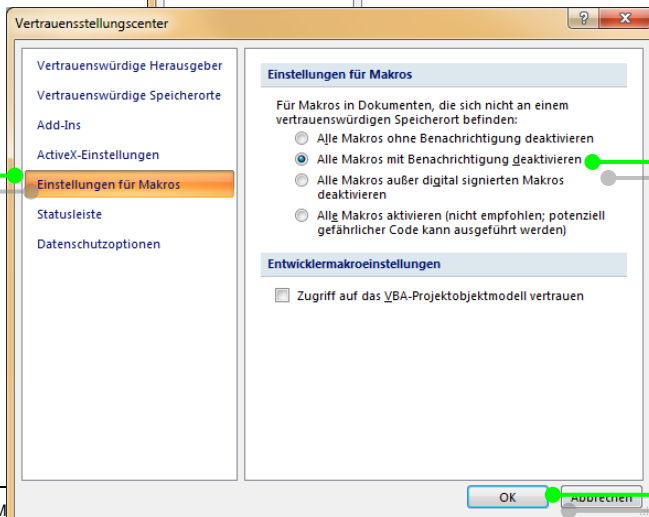 Vertrauensstellungscenter
Vertrauenswürdige Herausgeber
Vertrauenswürdige Speicherorte
Add-Ins
ActiveX-Einstellungen
Einstellungen für Makros
Statusleiste
Datenschutzoptionen
Einstellungen für Makros
Für Makros in Dokumenten, die sich nicht an einem
vertrauenswürdigen Speicherort befinden:
Alle Makros ohne Benachrichtigung deaktivieren
Alle Makros mit Benachrichtigung deaktivieren
Alle Makros außer digital signierten Makros
deaktivieren
Alle Makros aktivieren (nicht empfohlen; potenziell
gefährlicher Code kann ausgeführt werden)
Entwicklermakroeinstellungen
Zugriff auf das VBA-Projektobjektmodell vertrauen
OK
Abbrechen
M